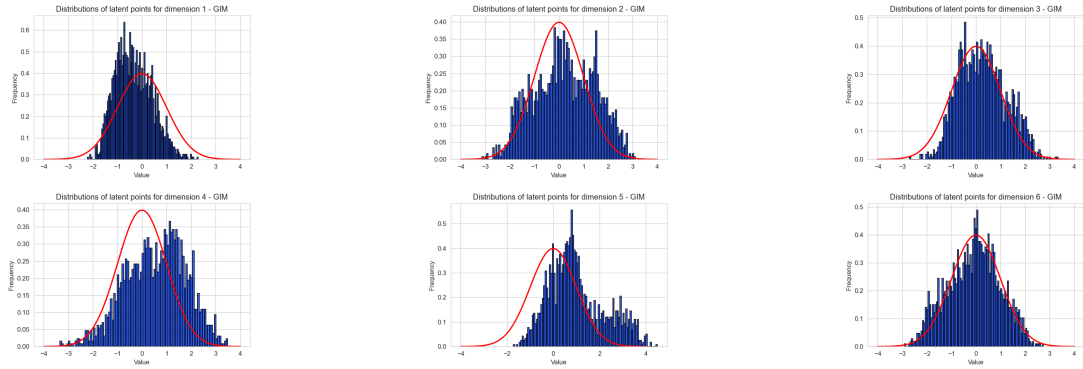 Distributions of latent points for dimension 1 - GIM
Frequency
0.6
0.5
0.4
0.3
0.2
0.1
0.0
−4 −3 −2 −1 0 1 2 3 4
Value
Distributions of latent points for dimension 2 - GIM
Frequency
0.40
0.35
0.30
0.25
0.20
0.15
0.10
0.05
0.00
−4 −3 −2 −1 0 1 2 3 4
Value
Distributions of latent points for dimension 3 - GIM
Frequency
0.5
0.4
0.3
0.2
0.1
0.0
−4 −3 −2 −1 0 1 2 3 4
Value
Distributions of latent points for dimension 4 - GIM
Frequency
0.40
0.35
0.30
0.25
0.20
0.15
0.10
0.05
0.00
−4 −3 −2 −1 0 1 2 3 4
Value
Distributions of latent points for dimension 5 - GIM
Frequency
0.5
0.4
0.3
0.2
0.1
0.0
−4 −2 0 2 4
Value
Distributions of latent points for dimension 6 - GIM
Frequency
0.5
0.4
0.3
0.2
0.1
0.0
−4 −3 −2 −1 0 1 2 3 4
Value